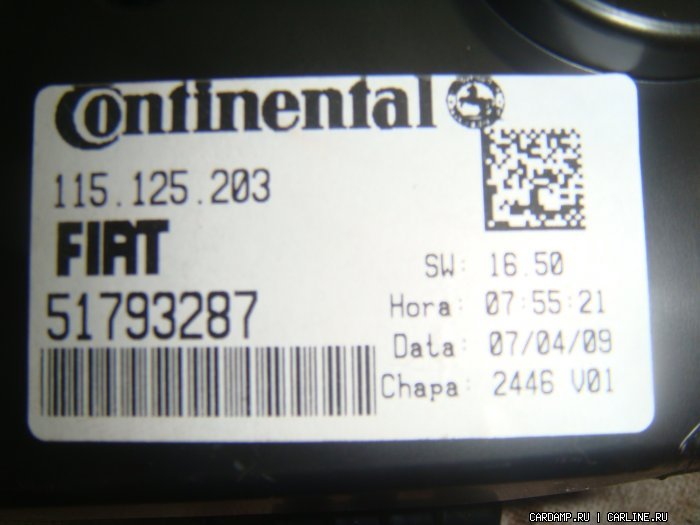 Continental
115.125.203
FIAT
51793287
SW: 16.50
Hora: 07:55:21
Data: 07/04/09
Chapa: 2446 V01
CARDAMP.RU | CARLINE.RU